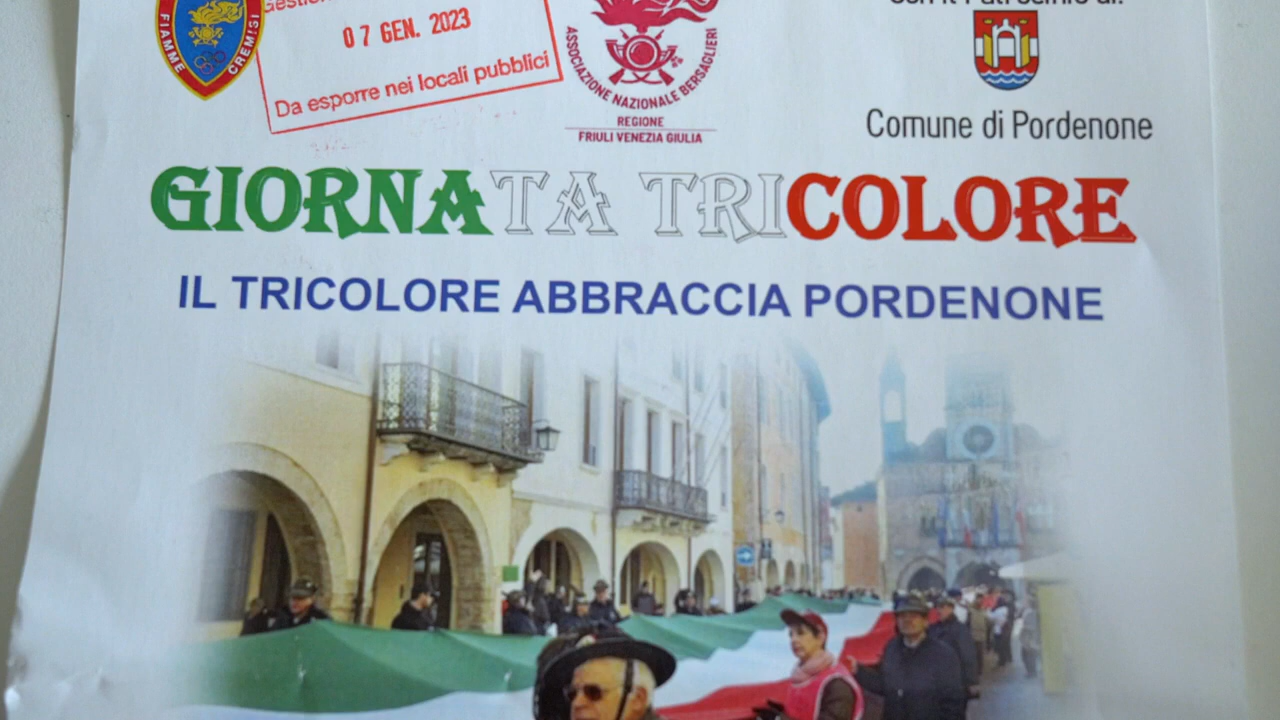 FIAMME CREMISI
07 GEN. 2023
Da esporre nei locali pubblici
ASSOCIAZIONE NAZIONALE BERSAGLIERI
REGIONE
FRIULI VENEZIA GIULIA
Comune di Pordenone
GIORNATA TRICOLORE
IL TRICOLORE ABBRACCIA PORDENONE